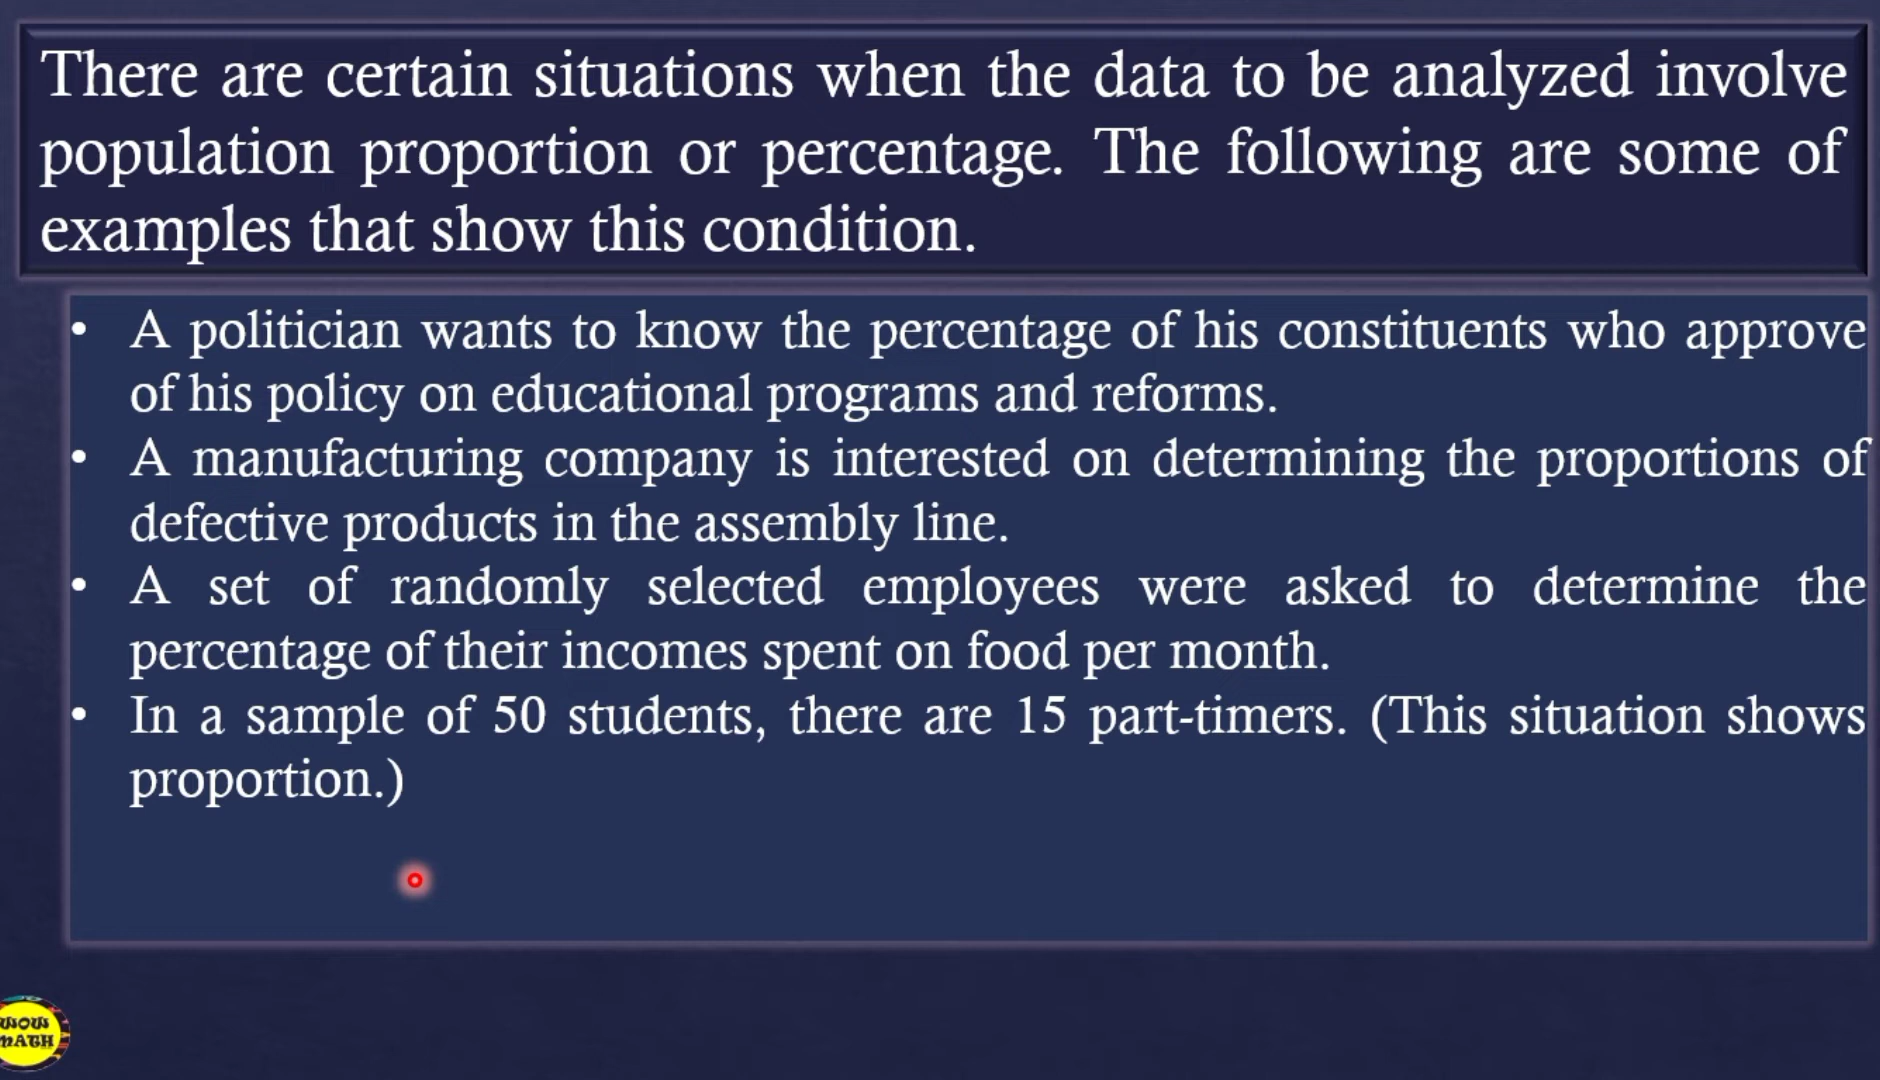 There are certain situations when the data to be analyzed involve
population proportion or percentage. The following are some of
examples that show this condition.
• A politician wants to know the percentage of his constituents who approve
of his policy on educational programs and reforms.
• A manufacturing company is interested on determining the proportions of
defective products in the assembly line.
• A set of randomly selected employees were asked to determine the
percentage of their incomes spent on food per month.
• In a sample of 50 students, there are 15 part-timers. (This situation shows
proportion.)
WOW
MATH